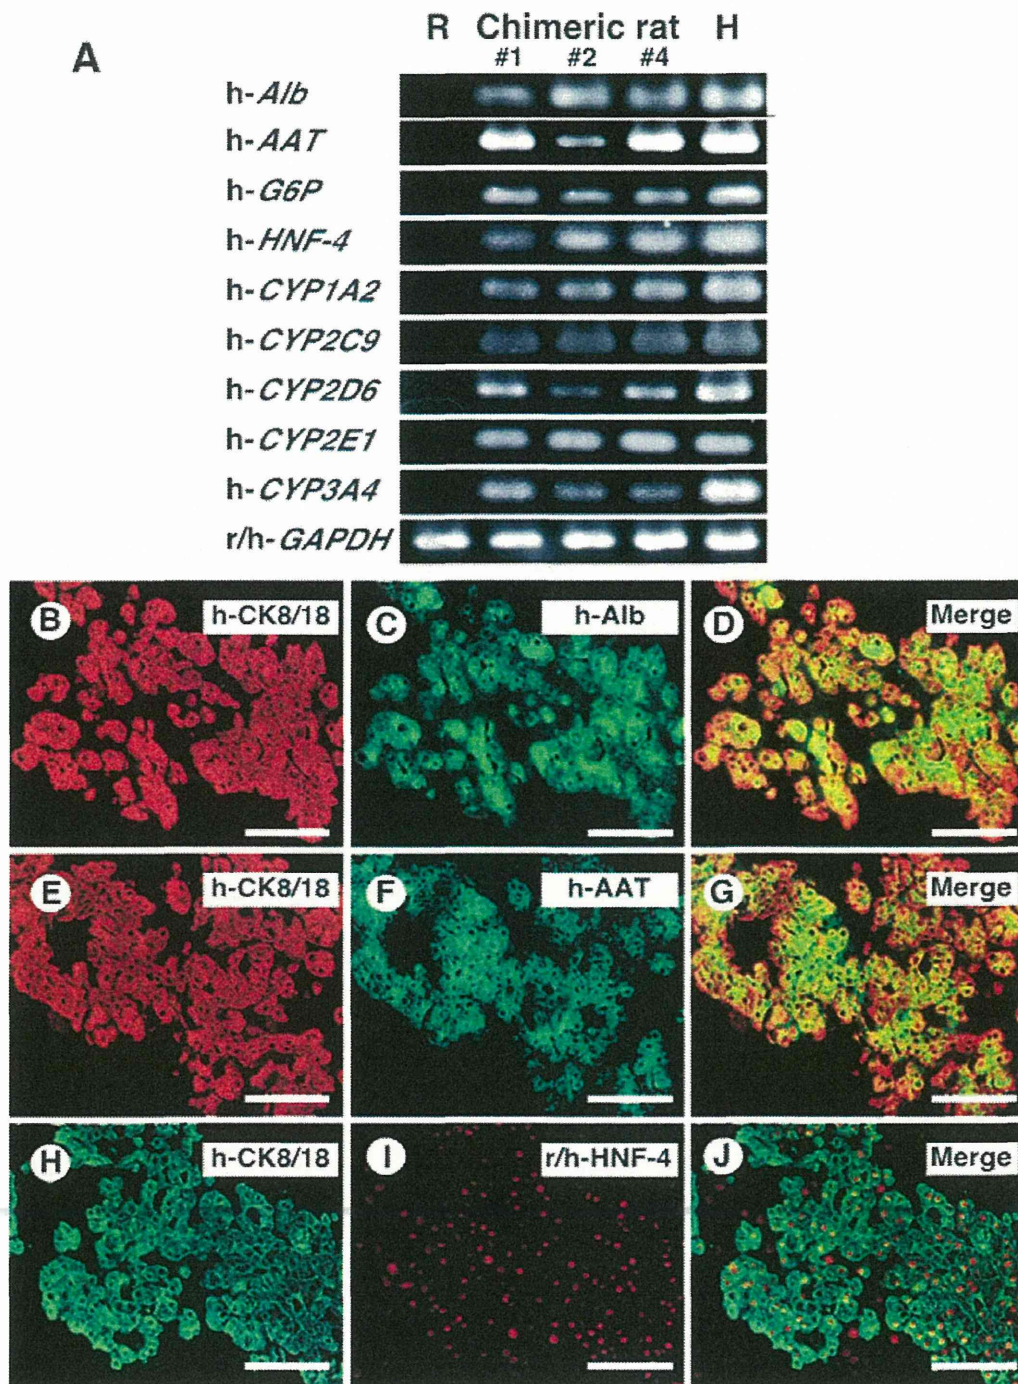 A
R Chimeric rat H
#1 #2 #4
h-Alb
h-AAT
h-G6P
h-HNF-4
h-CYP1A2
h-CYP2C9
h-CYP2D6
h-CYP2E1
h-CYP3A4
r/h-GAPDH
B h-CK8/18 C h-Alb D Merge
E h-CK8/18 F h-AAT G Merge
H h-CK8/18 I r/h-HNF-4 J Merge